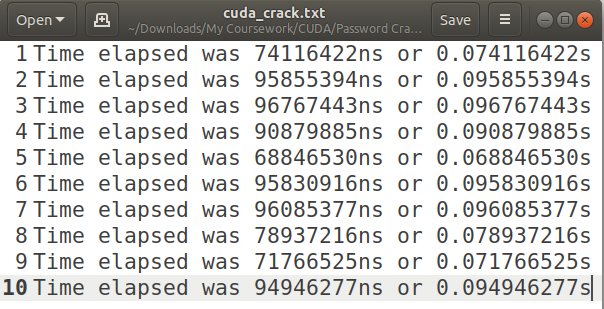 Open cuda_crack.txt Save
~/Downloads/My Coursework/CUDA/Password Cra...
1 Time elapsed was 74116422ns or 0.074116422s
2 Time elapsed was 95855394ns or 0.095855394s
3 Time elapsed was 96767443ns or 0.096767443s
4 Time elapsed was 90879885ns or 0.090879885s
5 Time elapsed was 68846530ns or 0.068846530s
6 Time elapsed was 95830916ns or 0.095830916s
7 Time elapsed was 96085377ns or 0.096085377s
8 Time elapsed was 78937216ns or 0.078937216s
9 Time elapsed was 71766525ns or 0.071766525s
10 Time elapsed was 94946277ns or 0.094946277s